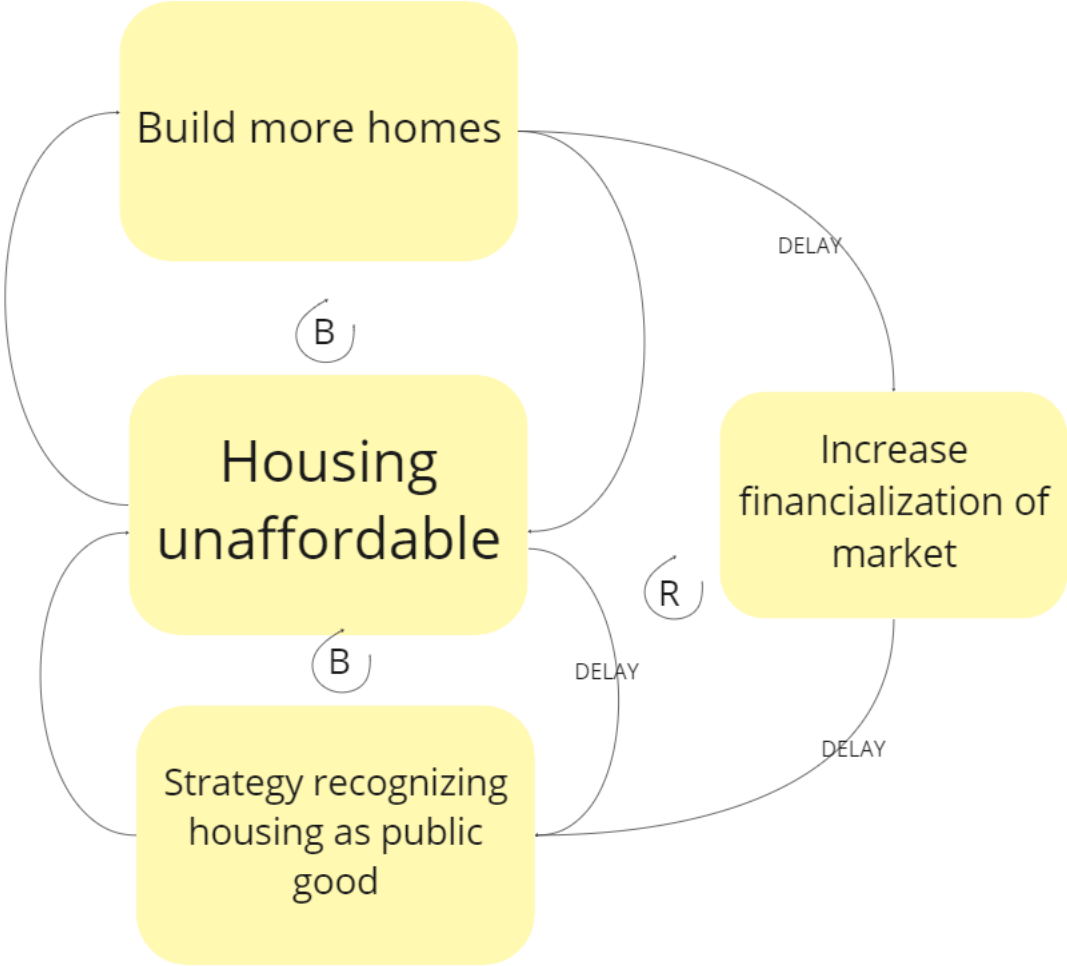 Build more homes
DELAY
B
Housing
unaffordable
Increase
financialization of
market
R
B
DELAY
DELAY
Strategy recognizing
housing as public
good